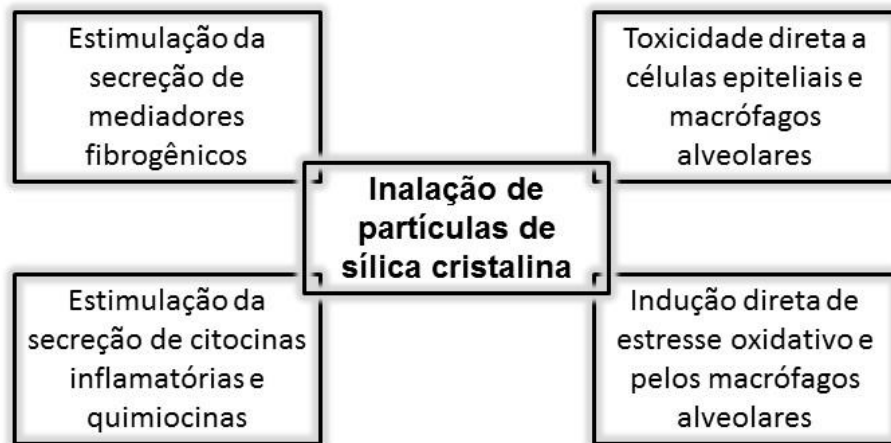 Estimulação da
secreção de
mediadores
fibrogênicos
Toxicidade direta a
células epiteliais e
macrófagos
alveolares
Inalação de
partículas de
sílica cristalina
Estimulação da
secreção de citocinas
inflamatórias e
quimiocinas
Indução direta de
estresse oxidativo e
pelos macrófagos
alveolares